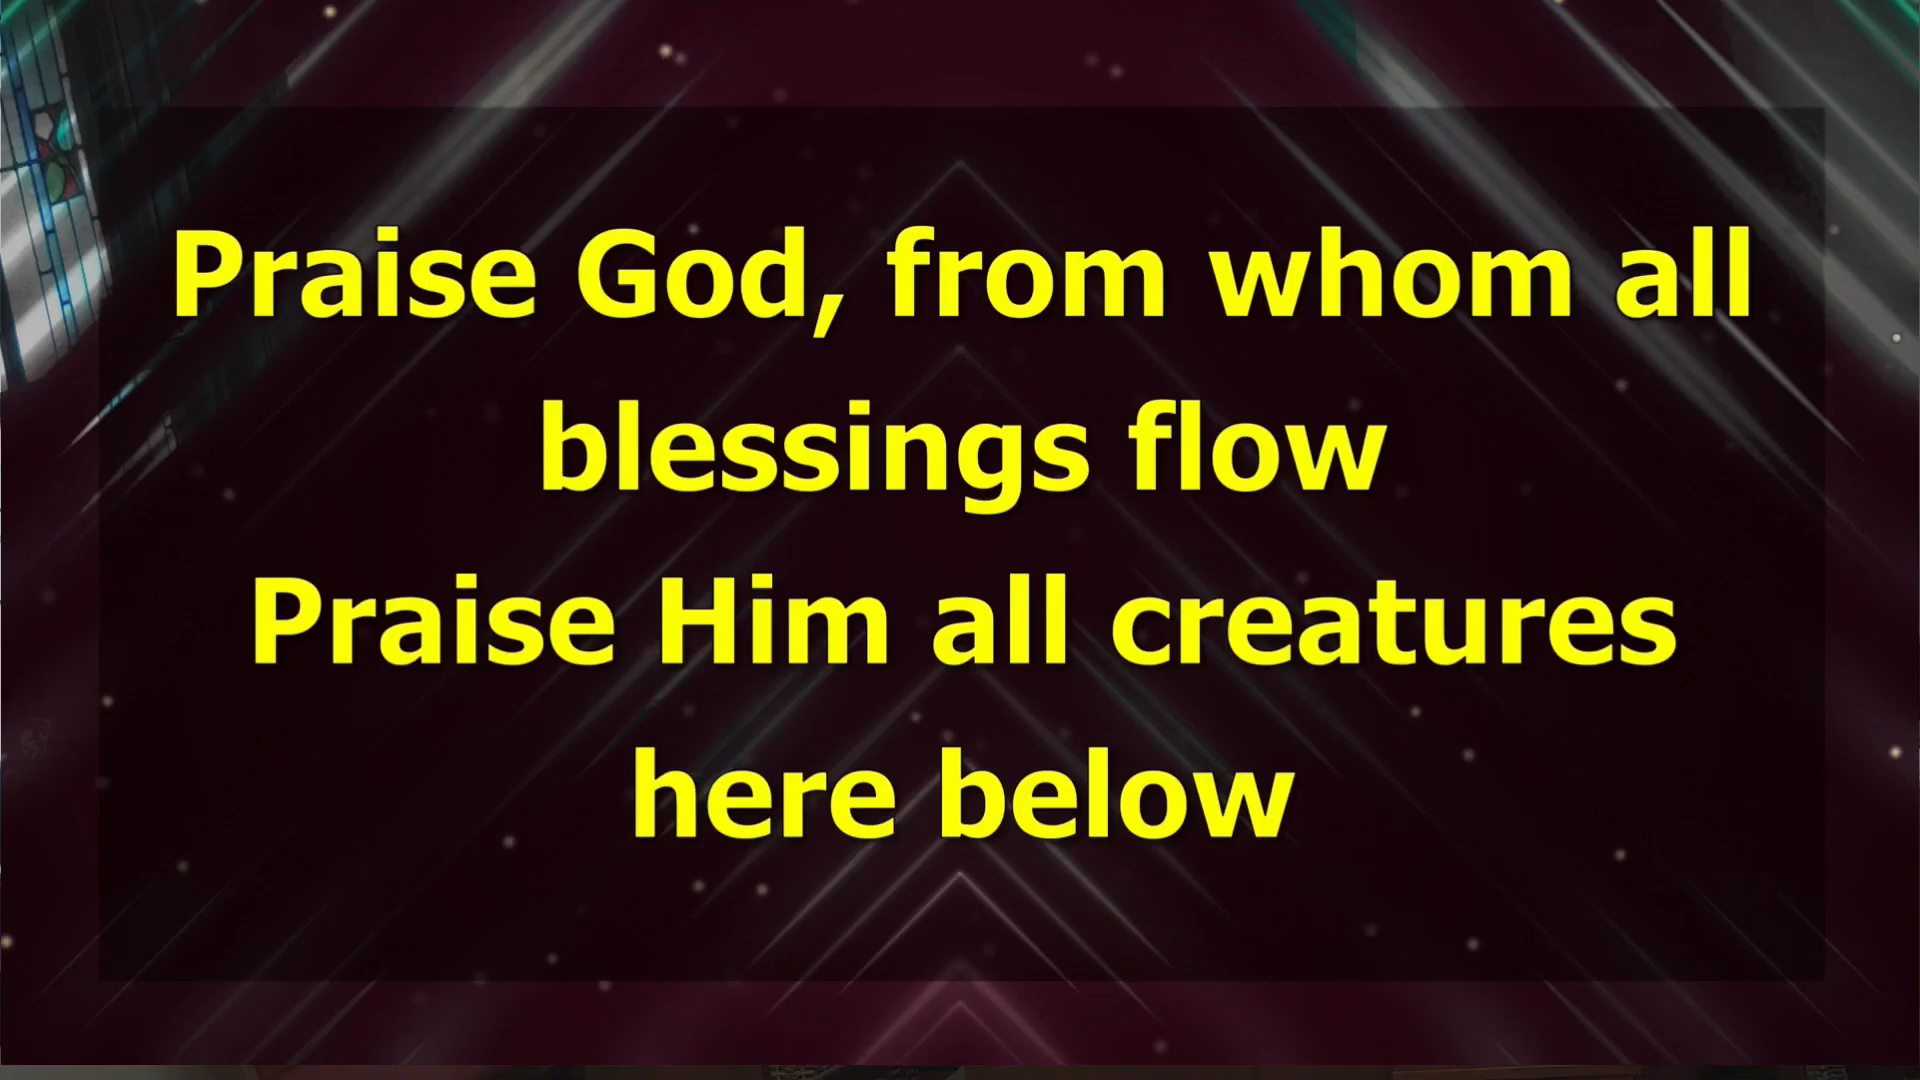 Praise God, from whom all
blessings flow
Praise Him all creatures
here below